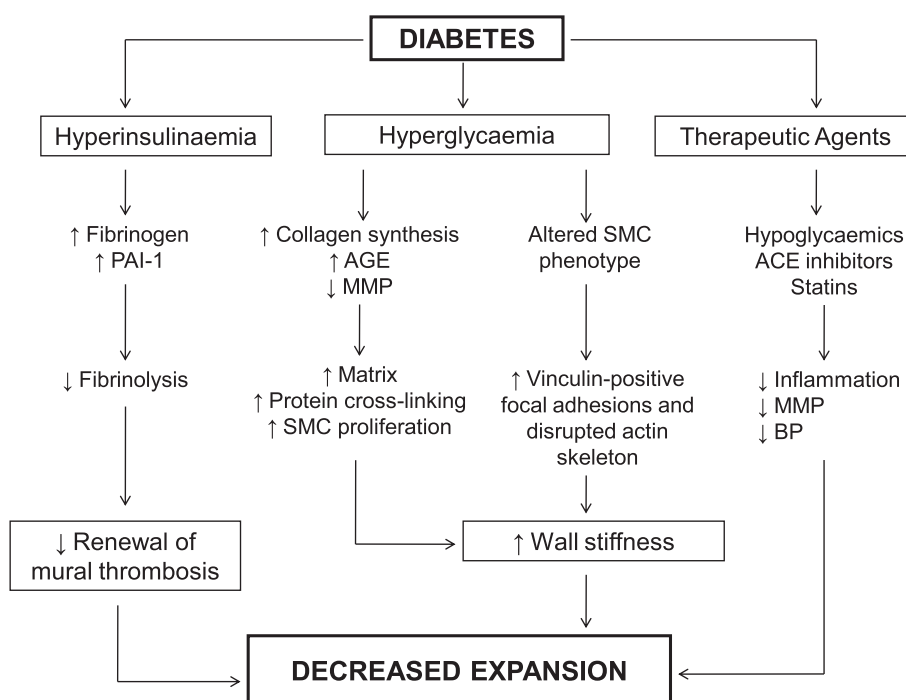 DIABETES
Hyperinsulinaemia
Hyperglycaemia
Therapeutic Agents
↑ Fibrinogen
↑ PAI-1
↑ Collagen synthesis
↑ AGE
↓ MMP
Altered SMC
phenotype
Hypoglycaemics
ACE inhibitors
Statins
↓ Fibrinolysis
↑ Matrix
↑ Protein cross-linking
↑ SMC proliferation
↑ Vinculin-positive
focal adhesions and
disrupted actin
skeleton
↓ Inflammation
↓ MMP
↓ BP
↓ Renewal of
mural thrombosis
↑ Wall stiffness
DECREASED EXPANSION